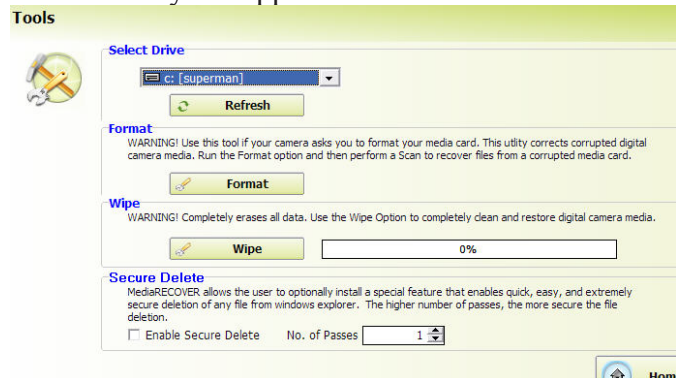 Tools
Select Drive
c: [superman]
Refresh
Format
WARNING! Use this tool if your camera asks you to format your media card. This utlity corrects corrupted digital
camera media. Run the Format option and then perform a Scan to recover files from a corrupted media card.
Format
Wipe
WARNING! Completely erases all data. Use the Wipe Option to completely clean and restore digital camera media.
Wipe
0%
Secure Delete
MediaRECOVER allows the user to optionally install a special feature that enables quick, easy, and extremely
secure deletion of any file from windows explorer. The higher number of passes, the more secure the file
deletion.
Enable Secure Delete No. of Passes 1